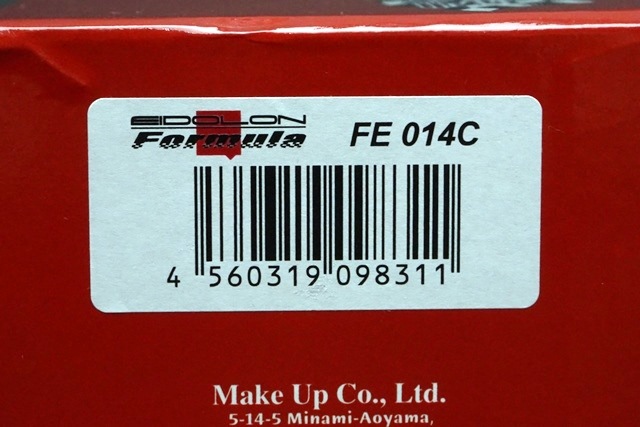 EIDOLON
Formula
FE 014C
4 560319 098311
Make Up Co., Ltd.
5-14-5 Minami-Aoyama,